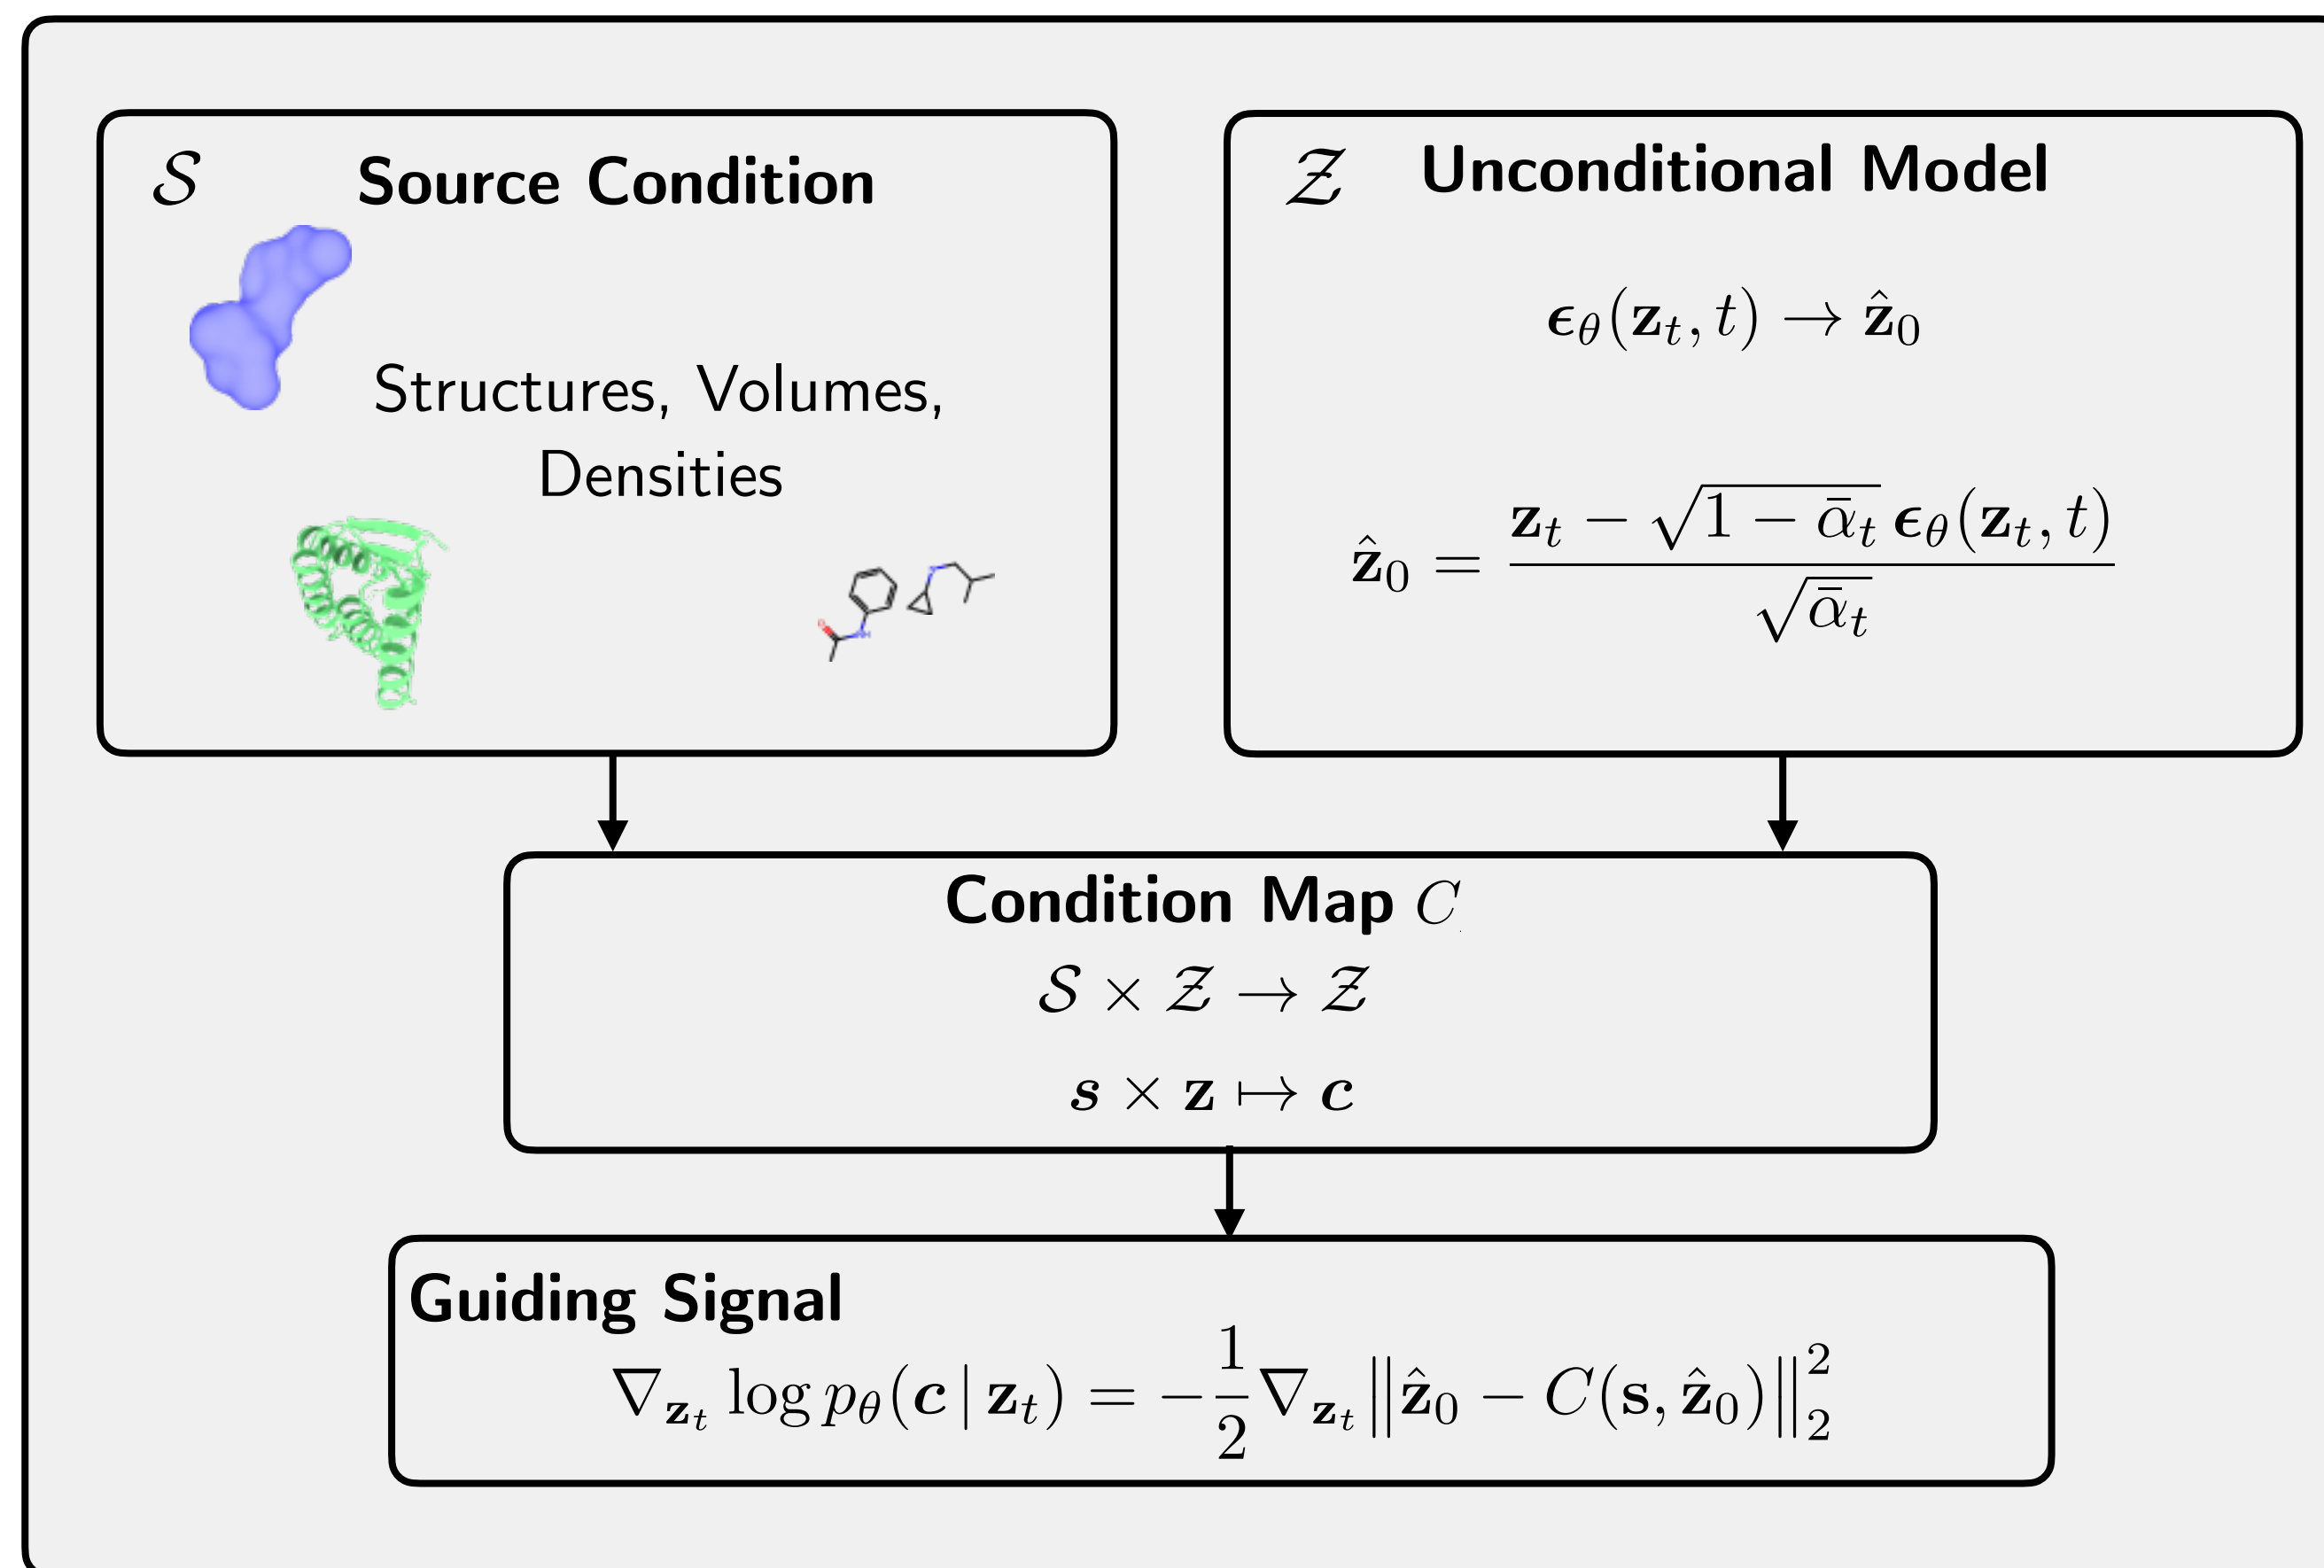 𝒮 Source Condition
Structures, Volumes,
Densities
O
NH
N
𝒵 Unconditional Model
𝝐_θ(𝐳_t, t) → 𝐳̂_0
𝐳̂_0 = (𝐳_t − √(1 − ᾱ_t) 𝝐_θ(𝐳_t, t)) / √(ᾱ_t)
Condition Map C
𝒮 × 𝒵 → 𝒵
𝒔 × 𝐳 ↦ 𝒄
Guiding Signal
∇_{𝐳_t} log p_θ(𝒄 | 𝐳_t) = −1/2 ∇_{𝐳_t} ‖𝐳̂_0 − C(𝐬, 𝐳̂_0)‖_2^2